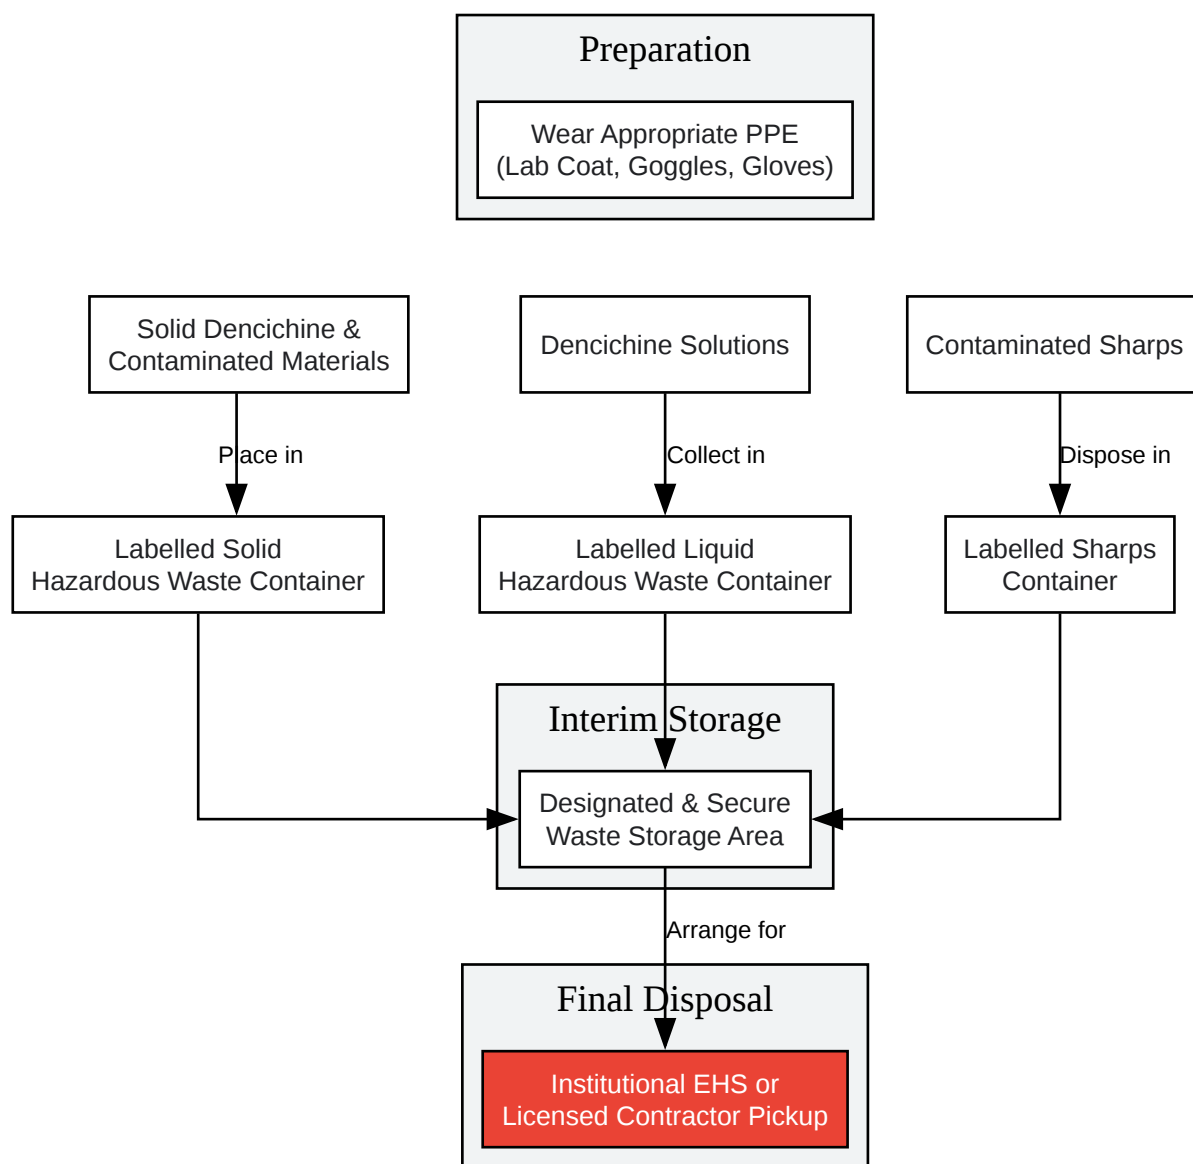 Preparation
Wear Appropriate PPE
(Lab Coat, Goggles, Gloves)
Solid Dencichine &
Contaminated Materials
Dencichine Solutions
Contaminated Sharps
Place in
Collect in
Dispose in
Labelled Solid
Hazardous Waste Container
Labelled Liquid
Hazardous Waste Container
Labelled Sharps
Container
Interim Storage
Designated & Secure
Waste Storage Area
Arrange for
Final Disposal
Institutional EHS or
Licensed Contractor Pickup